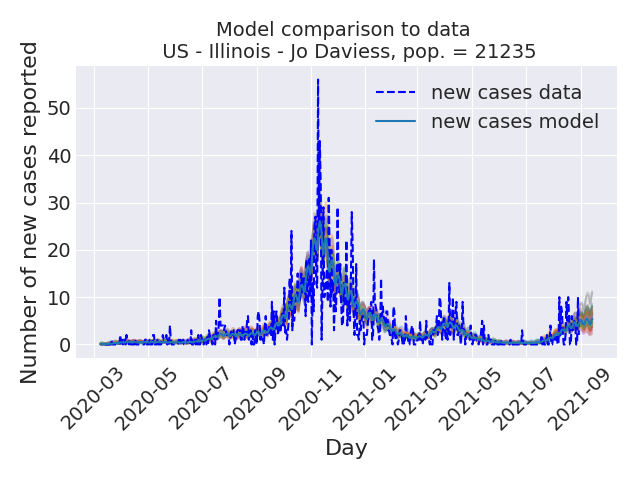 Model comparison to data
US - Illinois - Jo Daviess, pop. = 21235
Number of new cases reported
50
40
30
20
10
0
new cases data
new cases model
2020-03
2020-05
2020-07
2020-09
2020-11
2021-01
2021-03
2021-05
2021-07
2021-09
Day